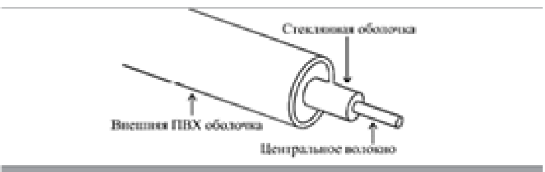 Стеклянная оболочка
Внешняя ПВХ оболочка
Центральное волокно